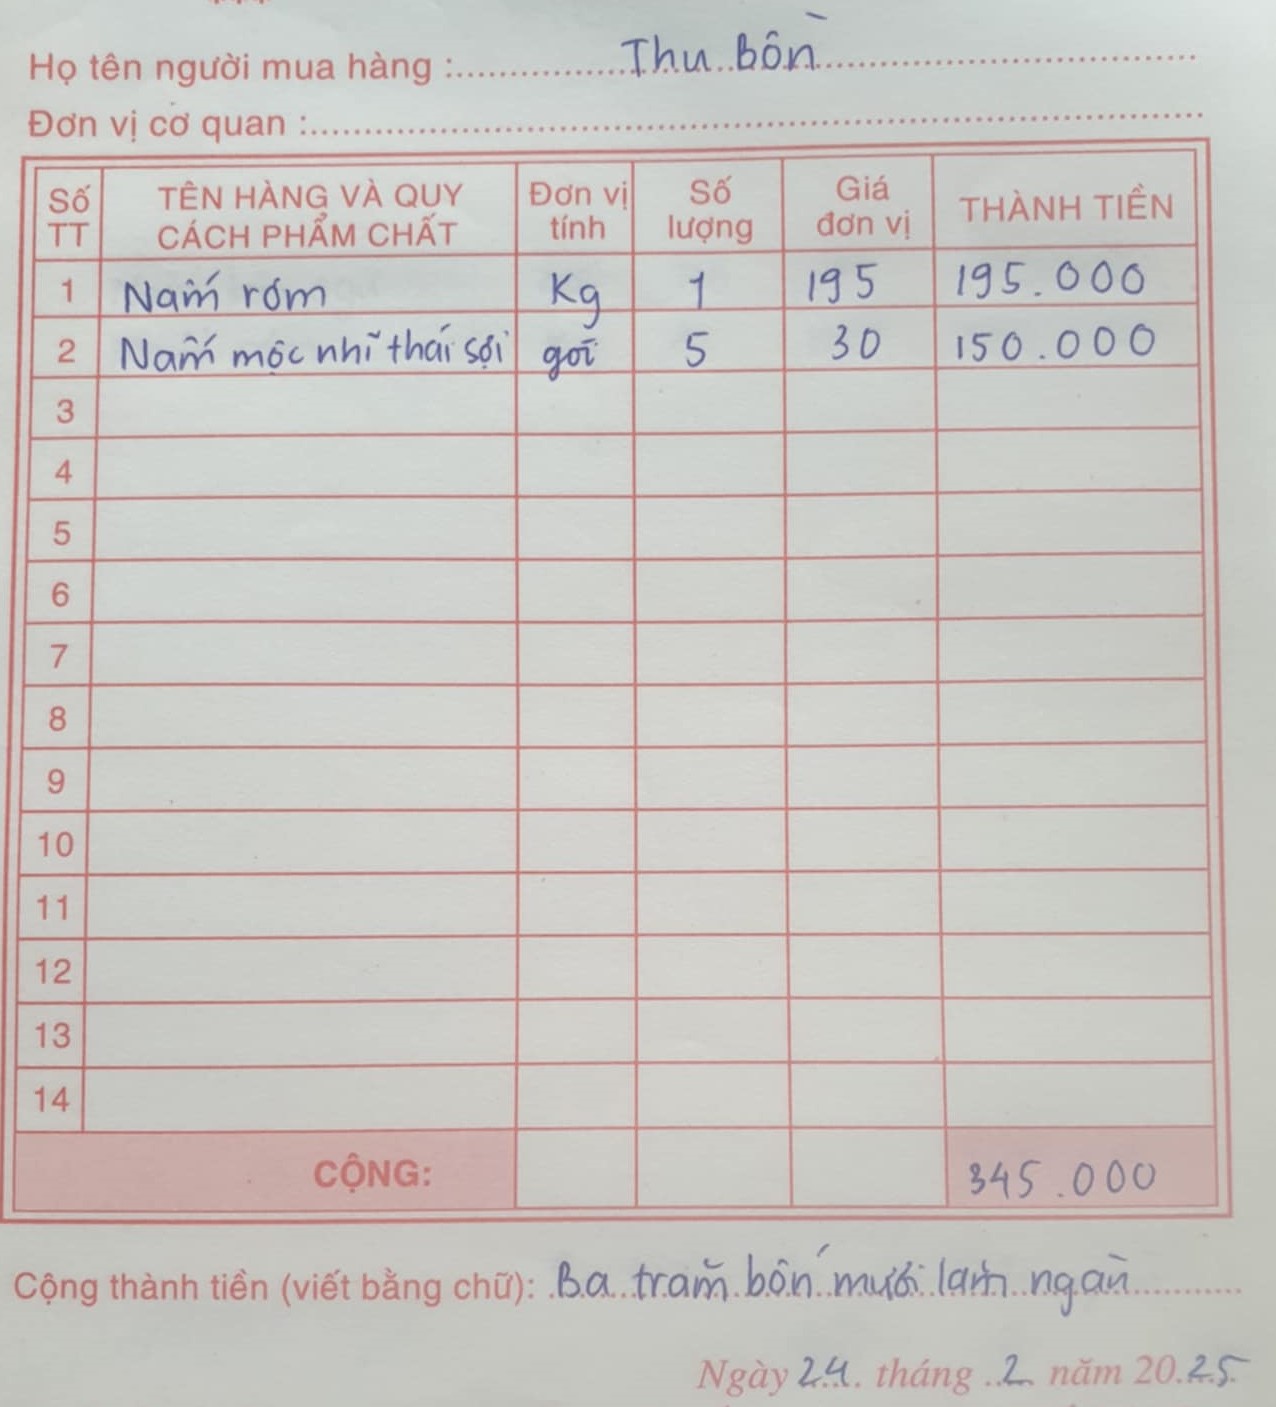 Họ tên người mua hàng : Thu Bồn
Đơn vị cơ quan :
Số TT TÊN HÀNG VÀ QUY CÁCH PHẨM CHẤT Đơn vị tính Số lượng Giá đơn vị THÀNH TIỀN
1 Nấm rơm Kg 1 195 195.000
2 Nấm mộc nhĩ thái sợi gói 5 30 150.000
3
4
5
6
7
8
9
10
11
12
13
14
CỘNG: 345.000
Cộng thành tiền (viết bằng chữ): Ba trăm bốn mươi lăm ngàn
Ngày 24 tháng 2 năm 2025